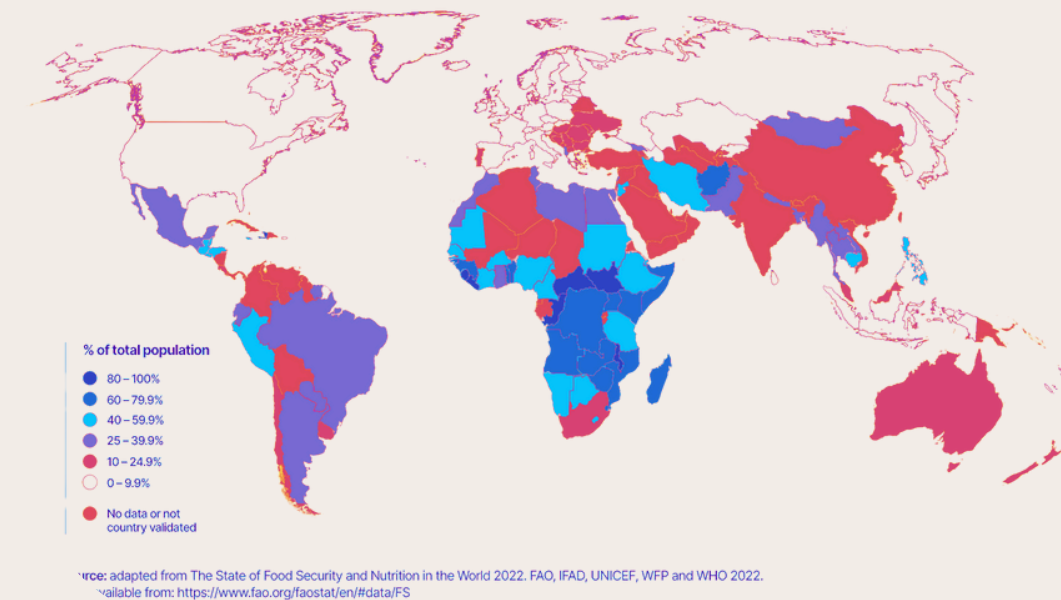 % of total population
80 – 100%
60 – 79.9%
40 – 59.9%
25 – 39.9%
10 – 24.9%
0 – 9.9%
No data or not
country validated
urce: adapted from The State of Food Security and Nutrition in the World 2022. FAO, IFAD, UNICEF, WFP and WHO 2022.
vailable from: https://www.fao.org/faostat/en/#data/FS